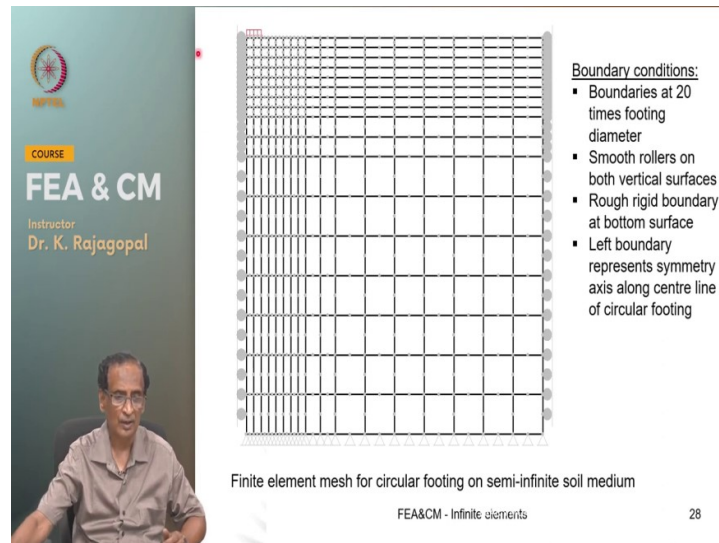 NPTEL
COURSE
FEA & CM
Instructor
Dr. K. Rajagopal
Boundary conditions:
▪ Boundaries at 20
times footing
diameter
▪ Smooth rollers on
both vertical surfaces
▪ Rough rigid boundary
at bottom surface
▪ Left boundary
represents symmetry
axis along centre line
of circular footing
Finite element mesh for circular footing on semi-infinite soil medium
FEA&CM - Infinite elements
28